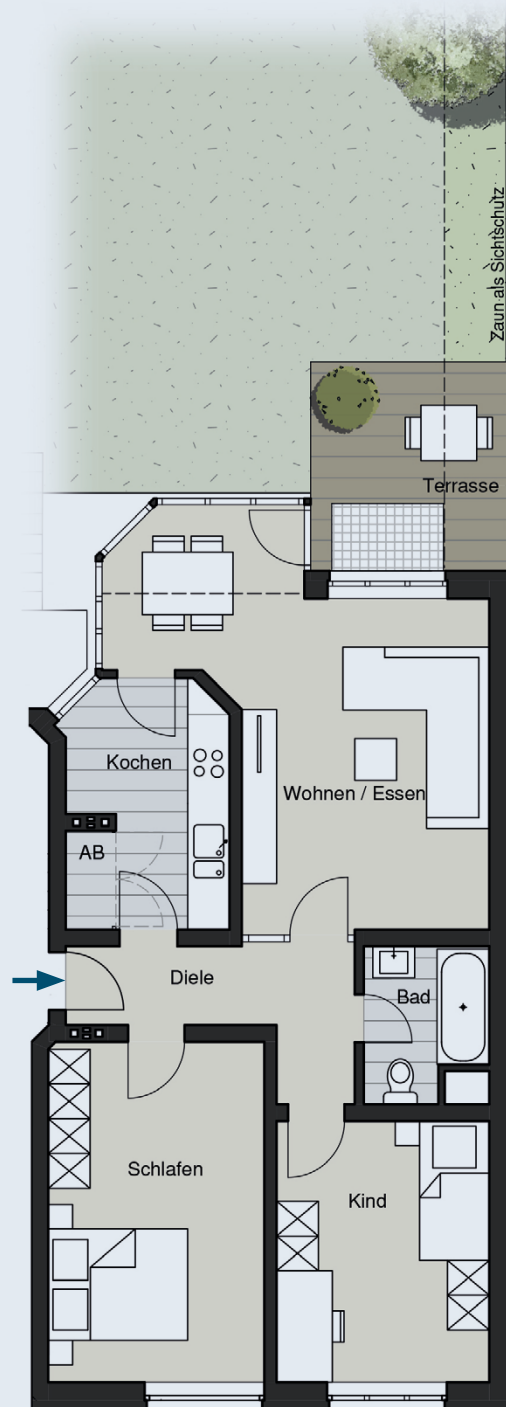 Zaun als Sichtschutz
Terrasse
Kochen
Wohnen / Essen
AB
Diele
Bad
Schlafen
Kind